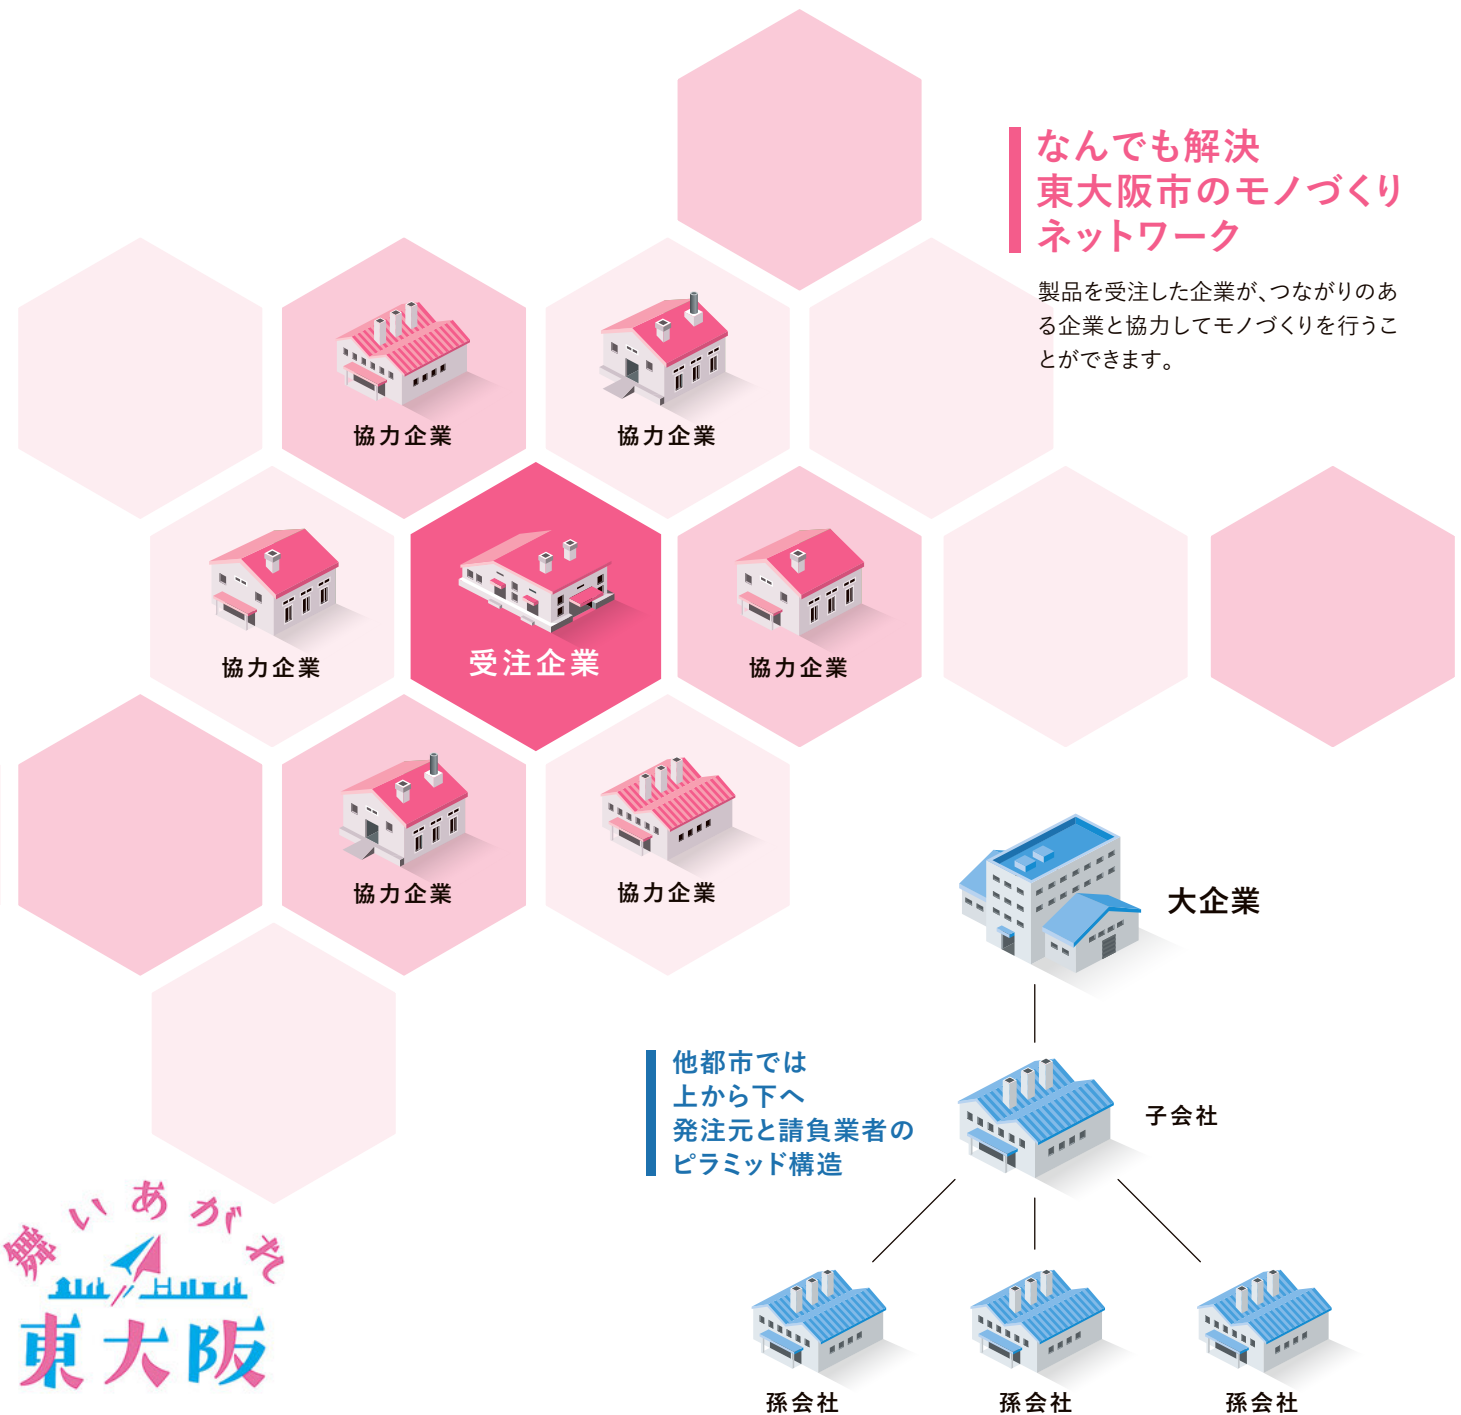 なんでも解決
東大阪市のモノづくり
ネットワーク
製品を受注した企業が、つながりのあ
る企業と協力してモノづくりを行うこ
とができます。
協力企業
協力企業
協力企業
受注企業
協力企業
協力企業
協力企業
大企業
他都市では
上から下へ
発注元と請負業者の
ピラミッド構造
子会社
孫会社
孫会社
孫会社
舞いあがれ
東大阪